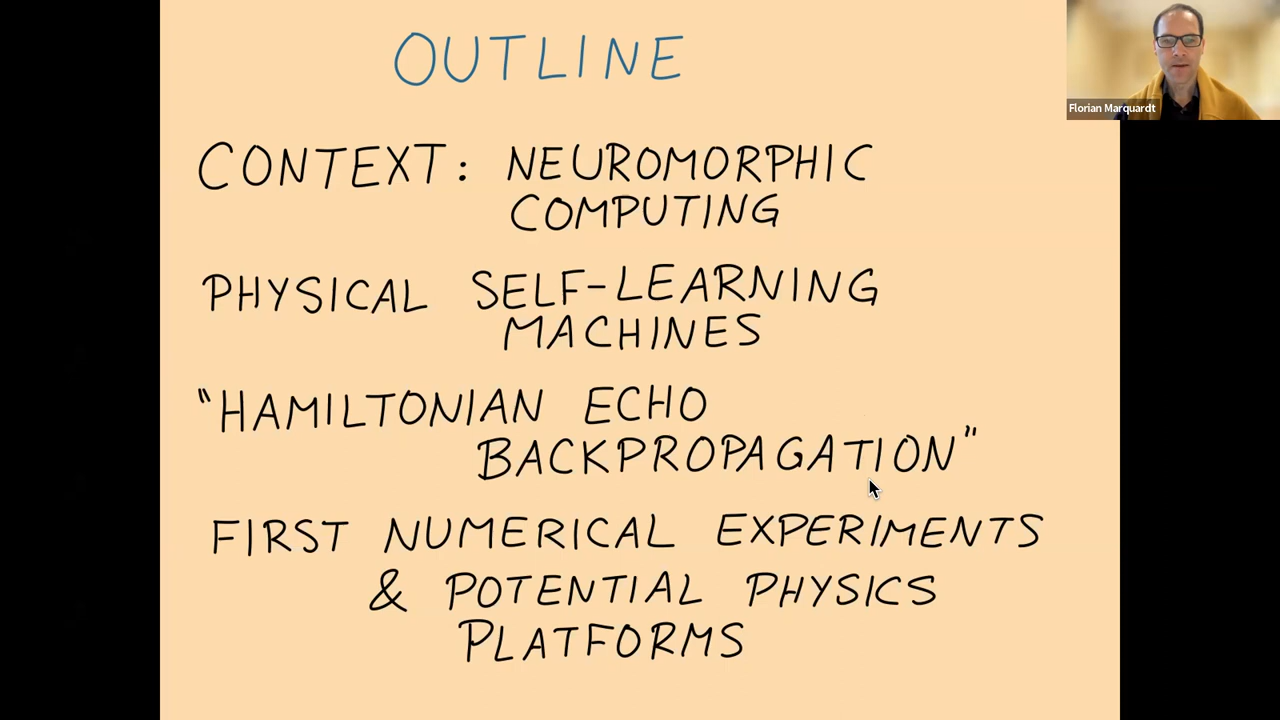 OUTLINE
Florian Marquardt
CONTEXT: NEUROMORPHIC
COMPUTING
PHYSICAL SELF-LEARNING
MACHINES
"HAMILTONIAN ECHO
BACKPROPAGATION"
FIRST NUMERICAL EXPERIMENTS
& POTENTIAL PHYSICS
PLATFORMS